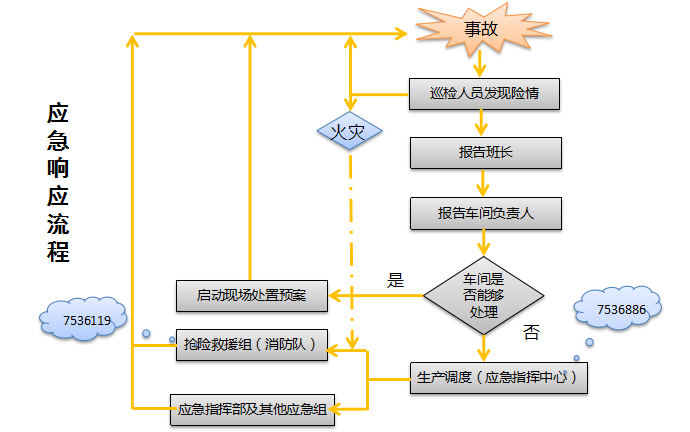 应急响应流程
事故
巡检人员发现险情
火灾
报告班长
报告车间负责人
车间是
否能够
处理
是
启动现场处置预案
否
7536119
7536886
抢险救援组（消防队）
生产调度（应急指挥中心）
应急指挥部及其他应急组